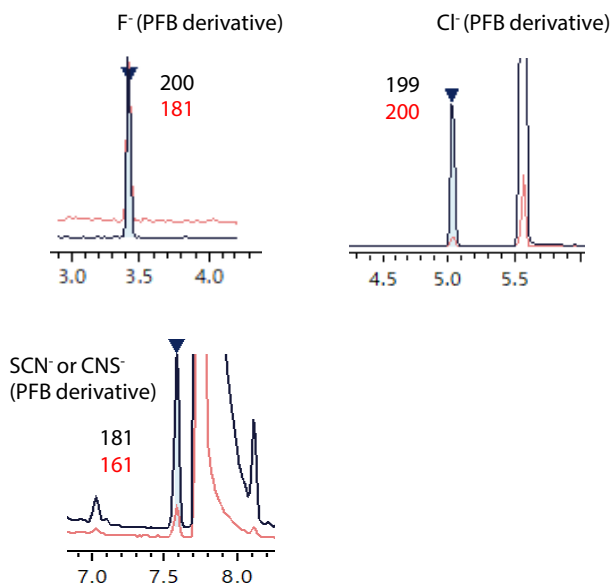 F⁻ (PFB derivative)
200
181
3.0 3.5 4.0
Cl⁻ (PFB derivative)
199
200
4.5 5.0 5.5
SCN⁻ or CNS⁻
(PFB derivative)
181
161
7.0 7.5 8.0